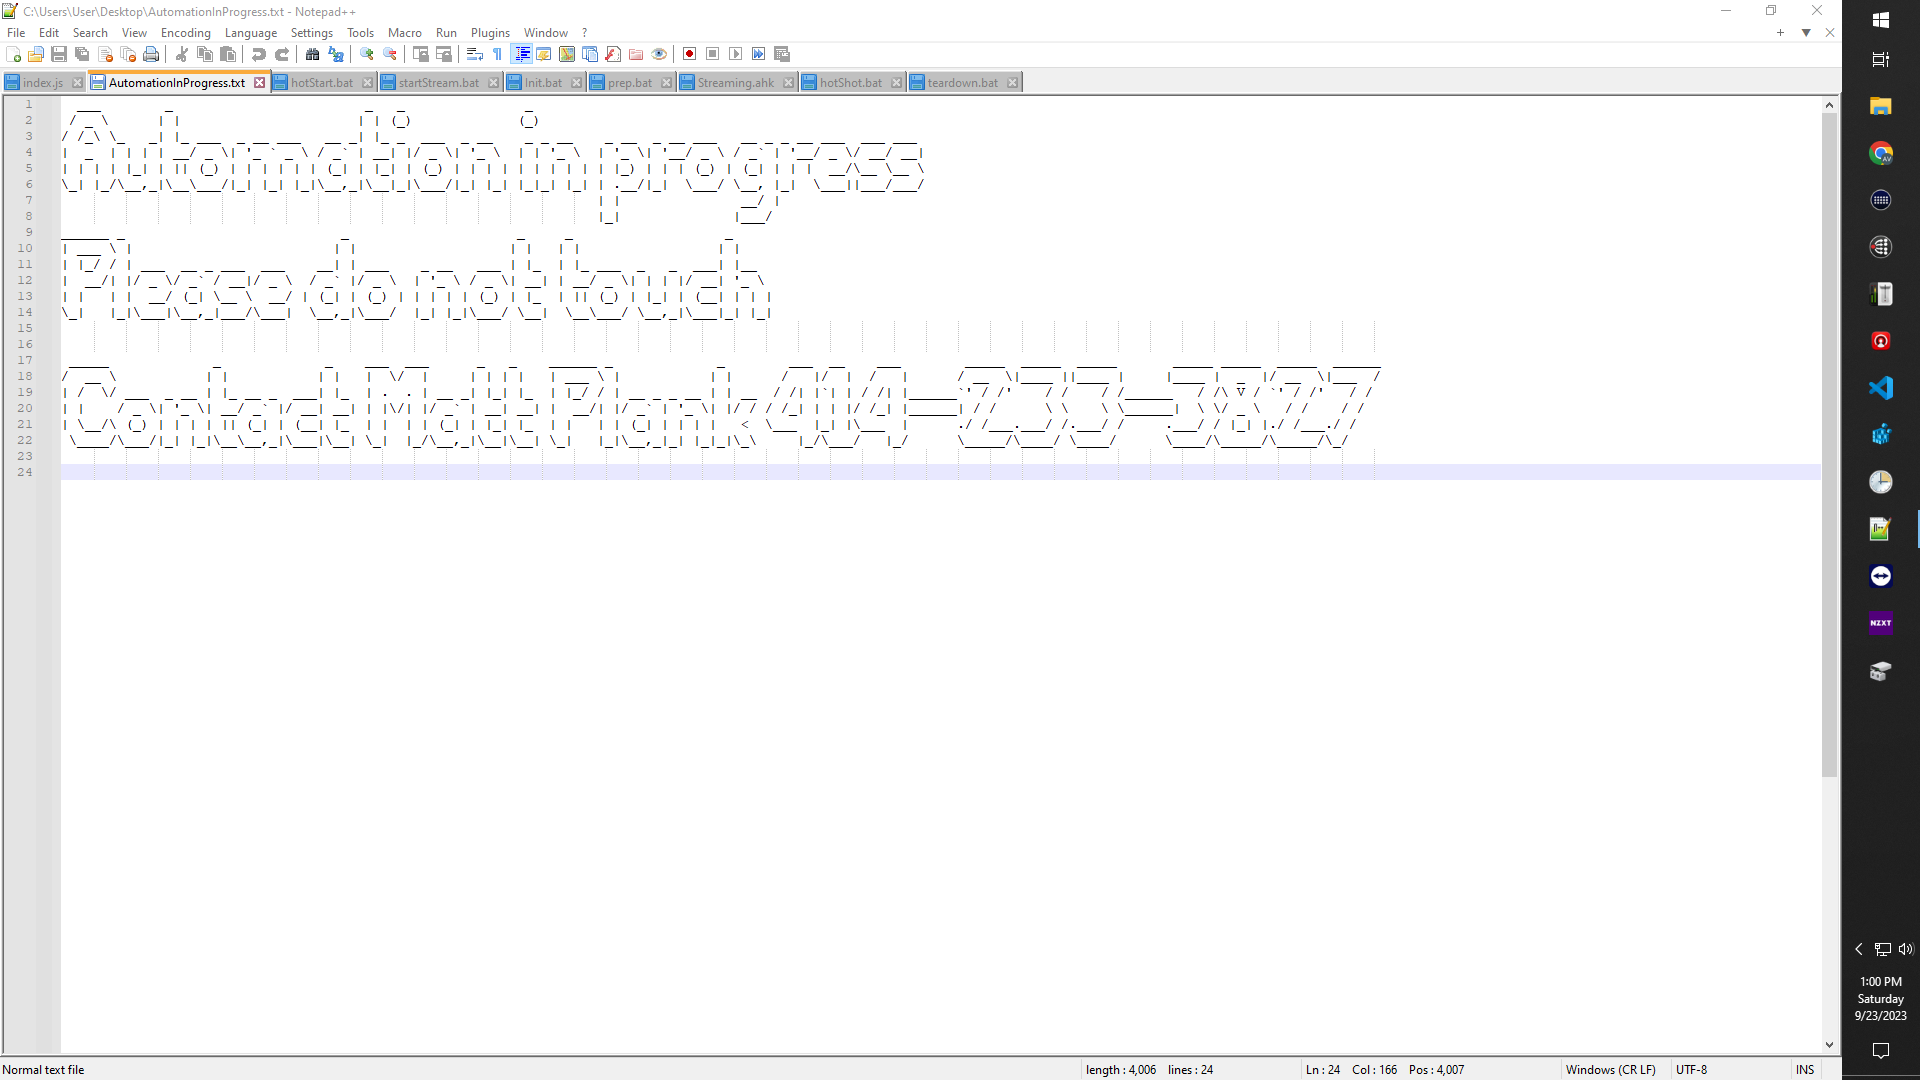 C:\Users\User\Desktop\AutomationInProgress.txt - Notepad++
File Edit Search View Encoding Language Settings Tools Macro Run Plugins Window ?
index.js AutomationInProgress.txt hotStart.bat startStream.bat Init.bat prep.bat Streaming.ahk hotShot.bat teardown.bat
1
2
3
4
5
6
7
8
9
10
11
12
13
14
15
16
17
18
19
20
21
22
23
24
Automation in progress
Please do not touch
Contact Matt Plank 414-233-3827
NZXT
1:00 PM
Saturday
9/23/2023
Normal text file length : 4,006 lines : 24 Ln : 24 Col : 166 Pos : 4,007 Windows (CR LF) UTF-8 INS